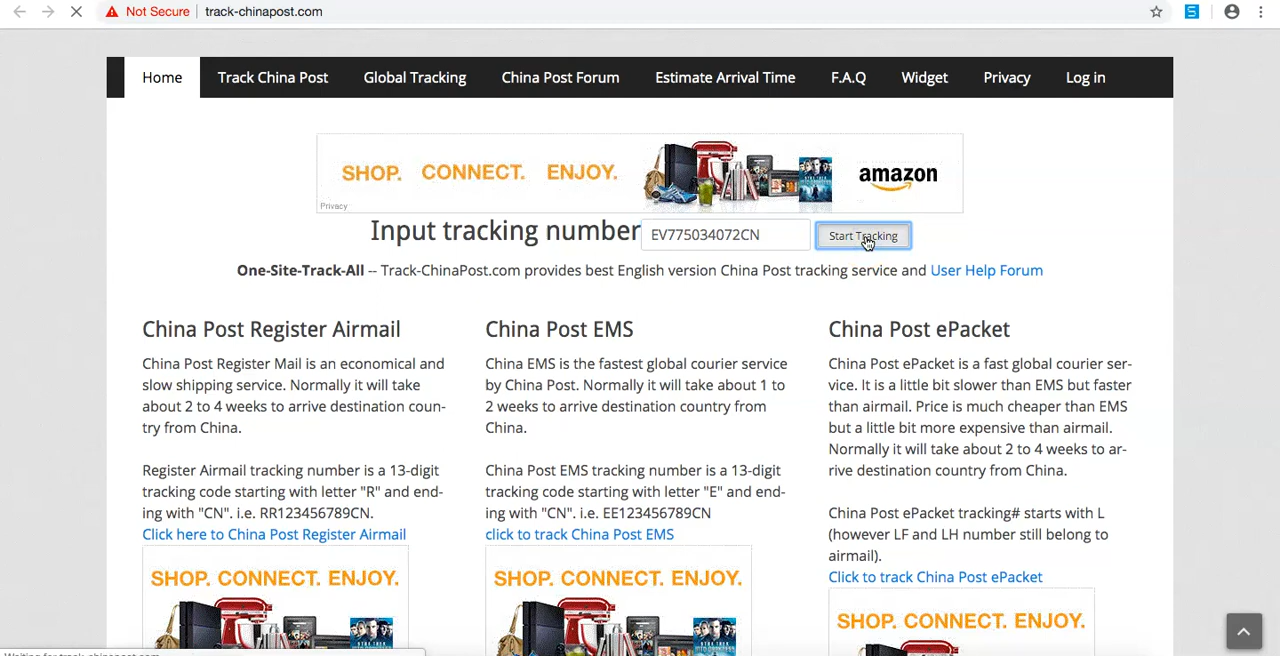 Not Secure track-chinapost.com
Home Track China Post Global Tracking China Post Forum Estimate Arrival Time F.A.Q Widget Privacy Log in
SHOP. CONNECT. ENJOY. amazon
Privacy
Input tracking number EV775034072CN Start Tracking
One-Site-Track-All -- Track-ChinaPost.com provides best English version China Post tracking service and User Help Forum
China Post Register Airmail
China Post Register Mail is an economical and
slow shipping service. Normally it will take
about 2 to 4 weeks to arrive destination coun-
try from China.
Register Airmail tracking number is a 13-digit
tracking code starting with letter "R" and end-
ing with "CN". i.e. RR123456789CN.
Click here to China Post Register Airmail
SHOP. CONNECT. ENJOY.
China Post EMS
China EMS is the fastest global courier service
by China Post. Normally it will take about 1 to
2 weeks to arrive destination country from
China.
China Post EMS tracking number is a 13-digit
tracking code starting with letter "E" and end-
ing with "CN". i.e. EE123456789CN
click to track China Post EMS
SHOP. CONNECT. ENJOY.
China Post ePacket
China Post ePacket is a fast global courier ser-
vice. It is a little bit slower than EMS but faster
than airmail. Price is much cheaper than EMS
but a little bit more expensive than airmail.
Normally it will take about 2 to 4 weeks to ar-
rive destination country from China.
China Post ePacket tracking# starts with L
(however LF and LH number still belong to
airmail).
Click to track China Post ePacket
SHOP. CONNECT. ENJOY.